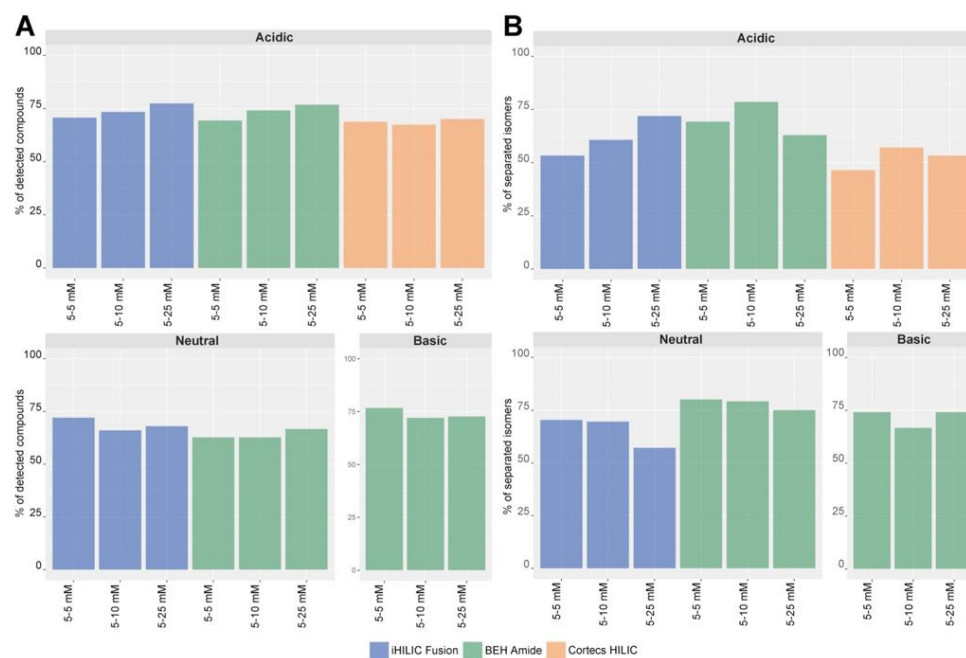 A
Acidic
% of detected compounds
100
75
50
25
0
5-5 mM
5-10 mM
5-25 mM
5-5 mM
5-10 mM
5-25 mM
5-5 mM
5-10 mM
5-25 mM
Neutral
% of detected compounds
100
75
50
25
0
5-5 mM
5-10 mM
5-25 mM
5-5 mM
5-10 mM
5-25 mM
Basic
100
75
50
25
0
5-5 mM
5-10 mM
5-25 mM
B
Acidic
% of separated isomers
100
75
50
25
0
5-5 mM
5-10 mM
5-25 mM
5-5 mM
5-10 mM
5-25 mM
5-5 mM
5-10 mM
5-25 mM
Neutral
% of separated isomers
100
75
50
25
0
5-5 mM
5-10 mM
5-25 mM
5-5 mM
5-10 mM
5-25 mM
Basic
100
75
50
25
0
5-5 mM
5-10 mM
5-25 mM
iHILIC Fusion BEH Amide Cortecs HILIC